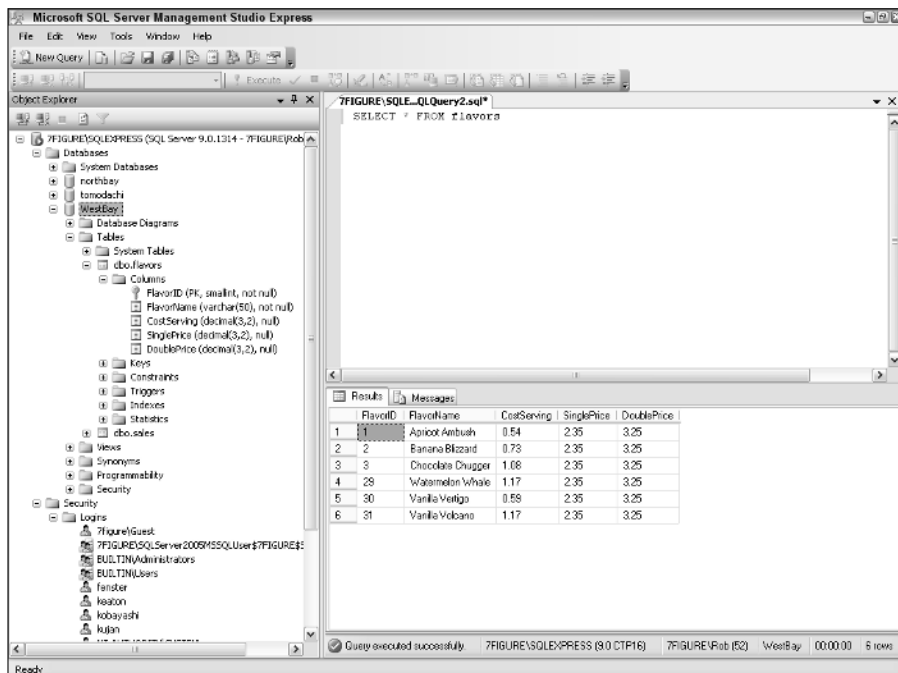 Microsoft SQL Server Management Studio Express
File Edit View Tools Window Help
New Query
Execute
Object Explorer
7FIGURE\SQLEXPRESS (SQL Server 9.0.1314 - 7FIGURE\Rob
Databases
System Databases
northbay
tomodachi
WestBay
Database Diagrams
Tables
System Tables
dbo.flavors
Columns
FlavorID (PK, smallint, not null)
FlavorName (varchar(50), not null)
CostServing (decimal(3,2), null)
SinglePrice (decimal(3,2), null)
DoublePrice (decimal(3,2), null)
Keys
Constraints
Triggers
Indexes
Statistics
dbo.sales
Views
Synonyms
Programmability
Security
Security
Logins
7figure\Guest
7FIGURE\SQLServer2005MSSQLUser$7FIGURE$S
BUILTIN\Administrators
BUILTIN\Users
fenster
keaton
kobayashi
kujan
7FIGURE\SQLE...QLQuery2.sql*
SELECT * FROM flavors
Results Messages
FlavorID FlavorName CostServing SinglePrice DoublePrice
1 1 Apricot Ambush 0.54 2.35 3.25
2 2 Banana Blizzard 0.73 2.35 3.25
3 3 Chocolate Chugger 1.08 2.35 3.25
4 29 Watermelon Whale 1.17 2.35 3.25
5 30 Vanilla Vertigo 0.59 2.35 3.25
6 31 Vanilla Volcano 1.17 2.35 3.25
Query executed successfully. 7FIGURE\SQLEXPRESS (9.0 CTP16) 7FIGURE\Rob (52) WestBay 00:00:00 6 rows
Ready